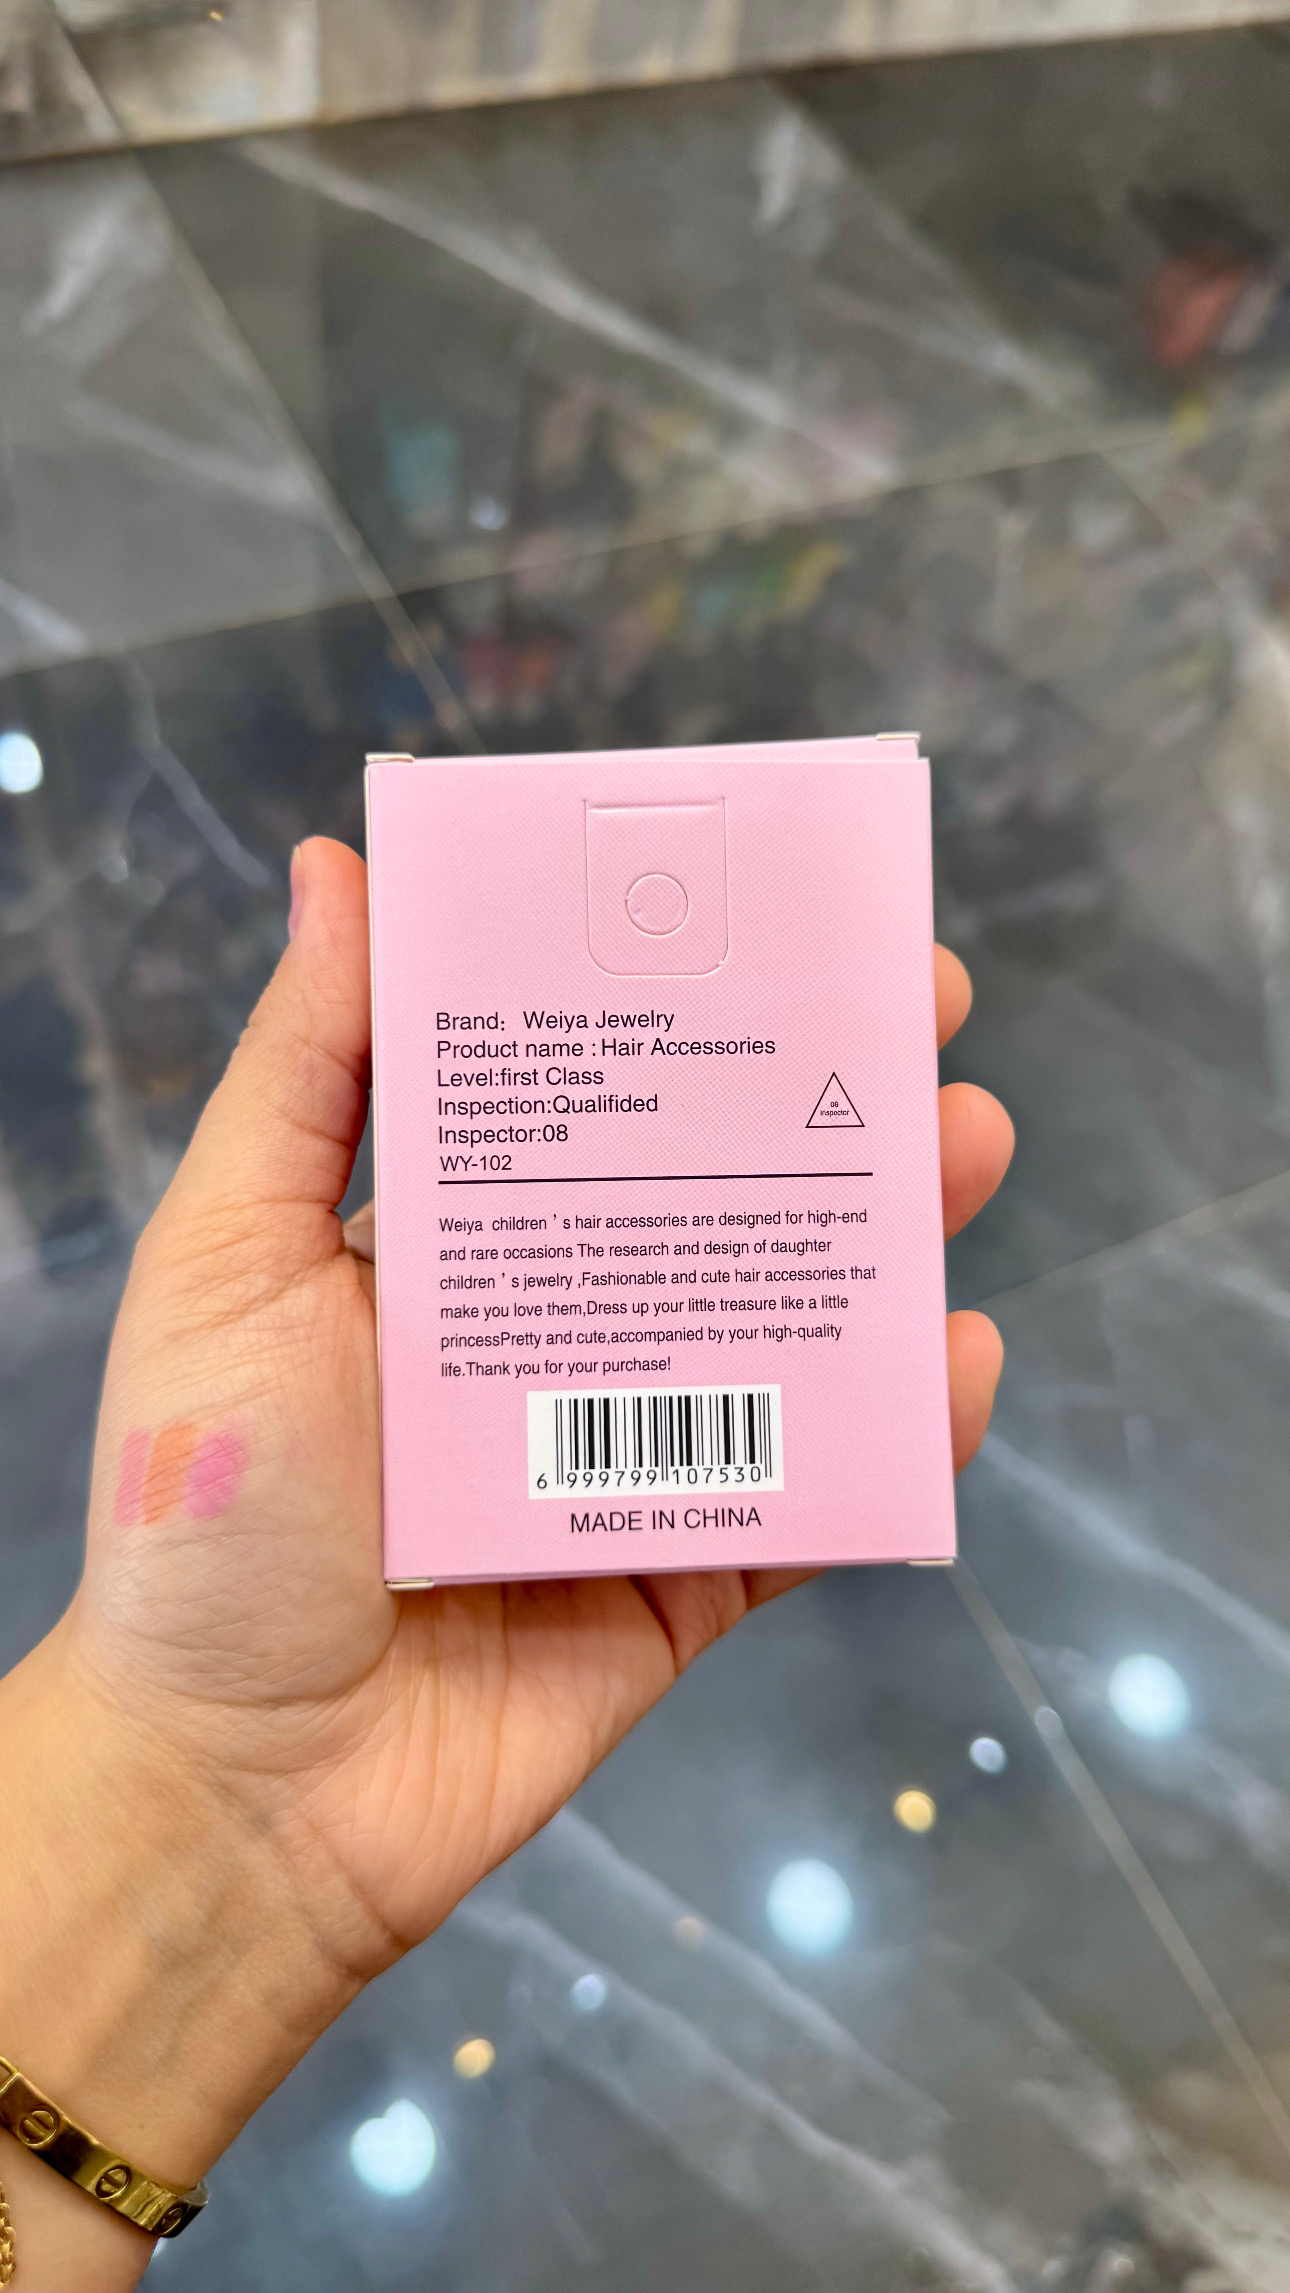 Brand： Weiya Jewelry
Product name : Hair Accessories
Level:first Class
Inspection:Qualifided
Inspector:08
WY-102
08
inspector
Weiya children ’ s hair accessories are designed for high-end
and rare occasions The research and design of daughter
children ’ s jewelry ,Fashionable and cute hair accessories that
make you love them,Dress up your little treasure like a little
princessPretty and cute,accompanied by your high-quality
life.Thank you for your purchase!
6 999799 107530
MADE IN CHINA